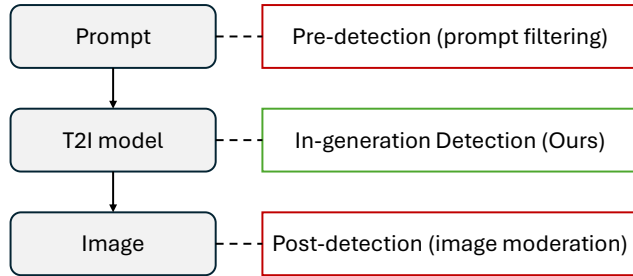 Prompt
Pre-detection (prompt filtering)
T2I model
In-generation Detection (Ours)
Image
Post-detection (image moderation)